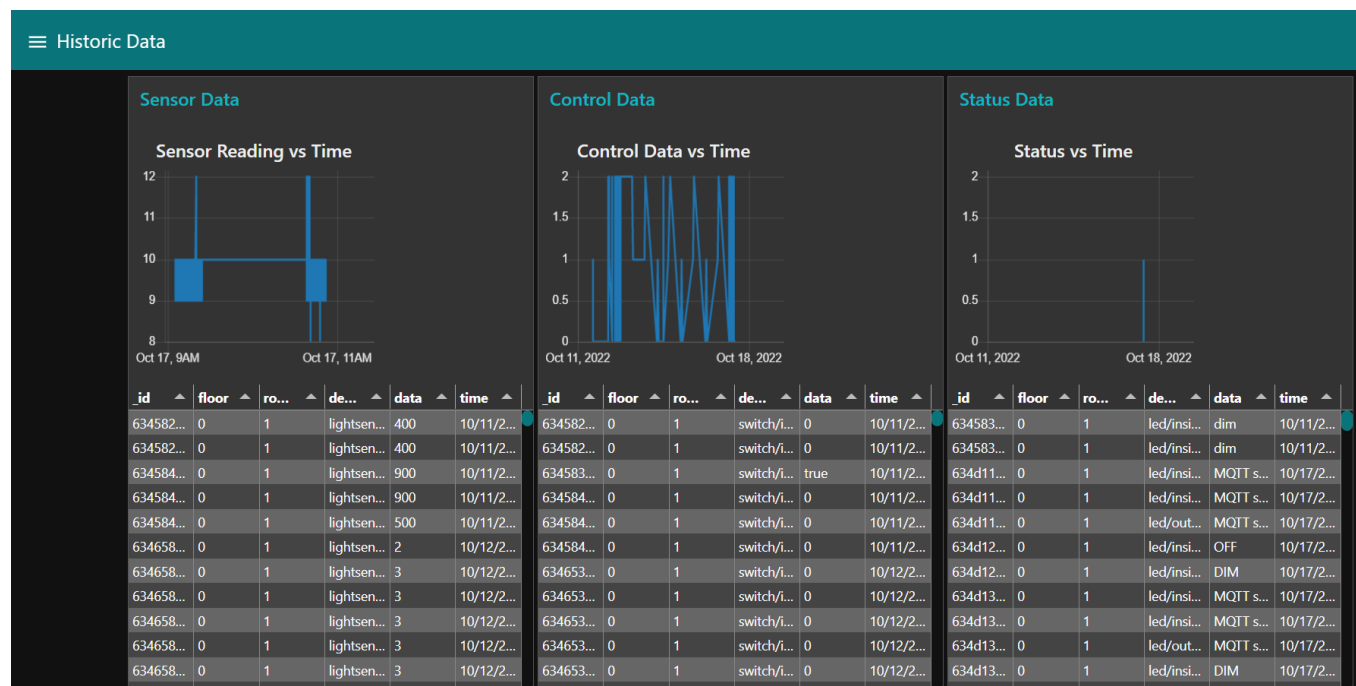 Historic Data
Sensor Data
Sensor Reading vs Time
12
11
10
9
8
Oct 17, 9AM Oct 17, 11AM
_id floor ro... de... data time
634582... 0 1 lightsen... 400 10/11/2...
634582... 0 1 lightsen... 400 10/11/2...
634584... 0 1 lightsen... 900 10/11/2...
634584... 0 1 lightsen... 900 10/11/2...
634584... 0 1 lightsen... 500 10/11/2...
634658... 0 1 lightsen... 2 10/12/2...
634658... 0 1 lightsen... 3 10/12/2...
634658... 0 1 lightsen... 3 10/12/2...
634658... 0 1 lightsen... 3 10/12/2...
634658... 0 1 lightsen... 3 10/12/2...
634658... 0 1 lightsen... 3 10/12/2...
Control Data
Control Data vs Time
2
1.5
1
0.5
0
Oct 11, 2022 Oct 18, 2022
_id floor ro... de... data time
634582... 0 1 switch/i... 0 10/11/2...
634582... 0 1 switch/i... 0 10/11/2...
634583... 0 1 switch/i... true 10/11/2...
634584... 0 1 switch/i... 0 10/11/2...
634584... 0 1 switch/i... 0 10/11/2...
634584... 0 1 switch/i... 0 10/11/2...
634653... 0 1 switch/i... 0 10/12/2...
634653... 0 1 switch/i... 0 10/12/2...
634653... 0 1 switch/i... 0 10/12/2...
634653... 0 1 switch/i... 0 10/12/2...
634653... 0 1 switch/i... 0 10/12/2...
Status Data
Status vs Time
2
1.5
1
0.5
0
Oct 11, 2022 Oct 18, 2022
_id floor ro... de... data time
634583... 0 1 led/insi... dim 10/11/2...
634583... 0 1 led/insi... dim 10/11/2...
634d11... 0 1 led/insi... MQTT s... 10/17/2...
634d11... 0 1 led/insi... MQTT s... 10/17/2...
634d11... 0 1 led/out... MQTT s... 10/17/2...
634d12... 0 1 led/insi... OFF 10/17/2...
634d12... 0 1 led/insi... DIM 10/17/2...
634d13... 0 1 led/insi... MQTT s... 10/17/2...
634d13... 0 1 led/insi... MQTT s... 10/17/2...
634d13... 0 1 led/out... MQTT s... 10/17/2...
634d13... 0 1 led/insi... DIM 10/17/2...